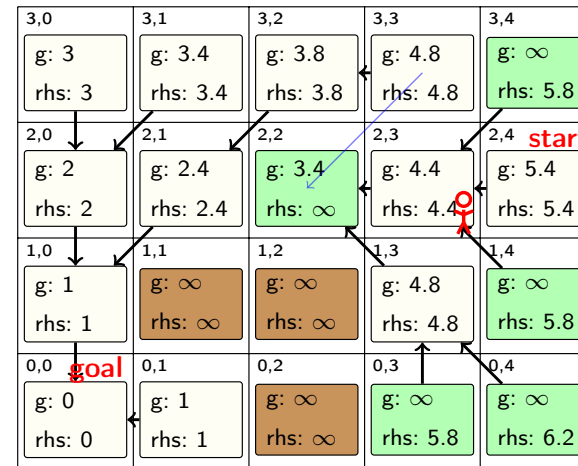 3,0 3,1 3,2 3,3 3,4
g: 3 g: 3.4 g: 3.8 g: 4.8 g: ∞
rhs: 3 rhs: 3.4 rhs: 3.8 rhs: 4.8 rhs: 5.8
2,0 2,1 2,2 2,3 2,4
star
g: 2 g: 2.4 g: 3.4 g: 4.4 g: 5.4
rhs: 2 rhs: 2.4 rhs: ∞ rhs: 4.4 rhs: 5.4
1,0 1,1 1,2 1,3 1,4
g: 1 g: ∞ g: ∞ g: 4.8 g: ∞
rhs: 1 rhs: ∞ rhs: ∞ rhs: 4.8 rhs: 5.8
0,0 0,1 0,2 0,3 0,4
goal
g: 0 g: 1 g: ∞ g: ∞ g: ∞
rhs: 0 rhs: 1 rhs: ∞ rhs: 5.8 rhs: 6.2